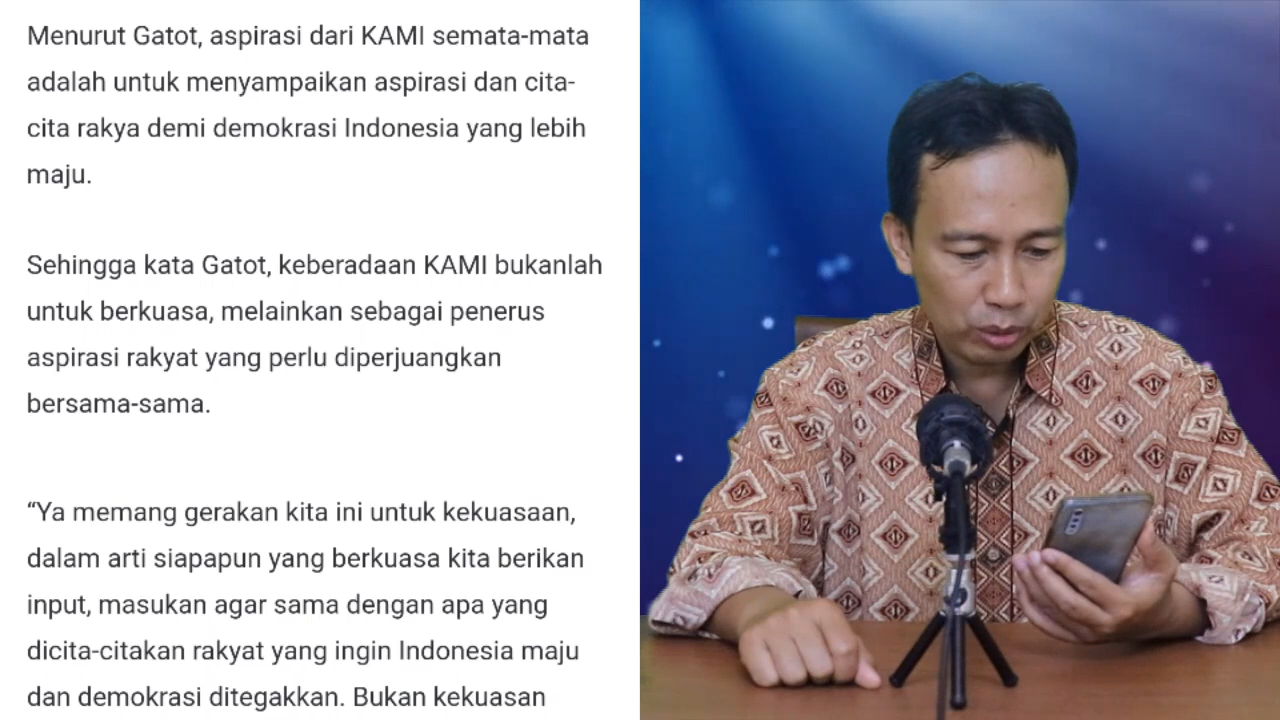 Menurut Gatot, aspirasi dari KAMI semata-mata
adalah untuk menyampaikan aspirasi dan cita-
cita rakya demi demokrasi Indonesia yang lebih
maju.
Sehingga kata Gatot, keberadaan KAMI bukanlah
untuk berkuasa, melainkan sebagai penerus
aspirasi rakyat yang perlu diperjuangkan
bersama-sama.
“Ya memang gerakan kita ini untuk kekuasaan,
dalam arti siapapun yang berkuasa kita berikan
input, masukan agar sama dengan apa yang
dicita-citakan rakyat yang ingin Indonesia maju
dan demokrasi ditegakkan. Bukan kekuasan